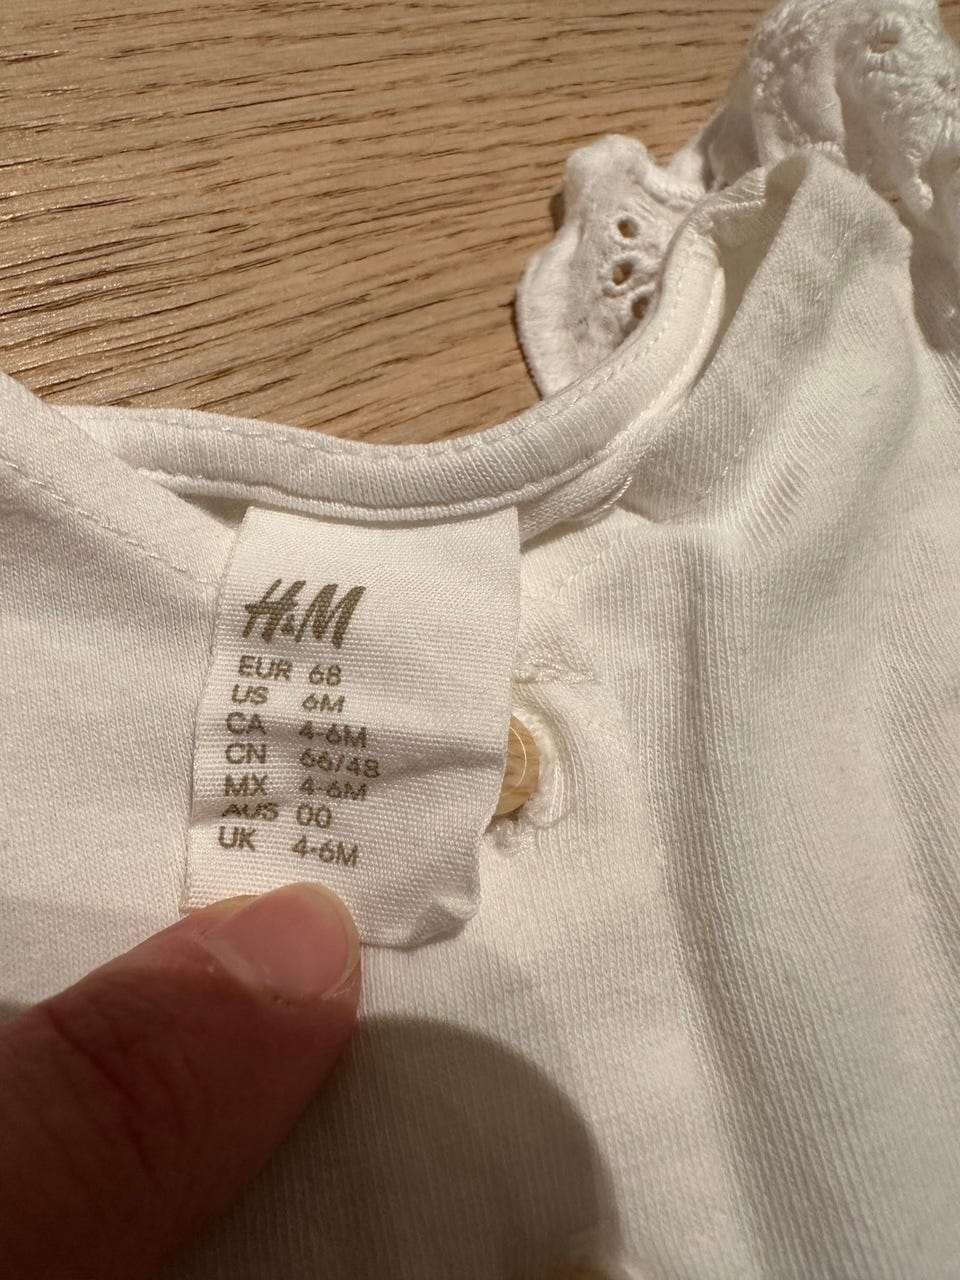 H&M
EUR 68
US 6M
CA 4-6M
CN 66/48
MX 4-6M
AUS 00
UK 4-6M